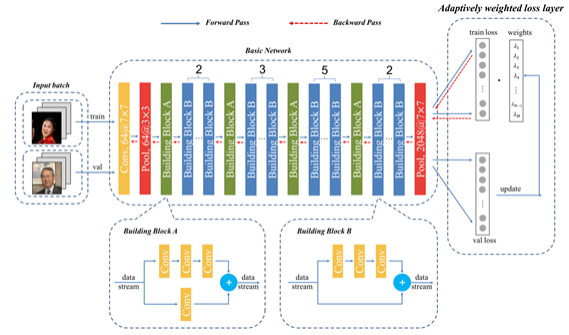 Adaptively weighted loss layer
Forward Pass
Backward Pass
train loss
weights
Basic Network
λ1
λ2
λ3
λ4
⋮
λM−1
λM
2
3
5
2
Input batch
train
val
Conv, 64@7×7
Pool, 64@3×3
Building Block A
Building Block B
...
Building Block B
Building Block A
Building Block B
...
Building Block B
Building Block A
Building Block B
...
Building Block B
Building Block A
Building Block B
...
Building Block B
Pool, 2048@7×7
update
val loss
Building Block A
Conv
Conv
Conv
data
stream
+
data
stream
Conv
Building Block B
Conv
Conv
Conv
data
stream
+
data
stream